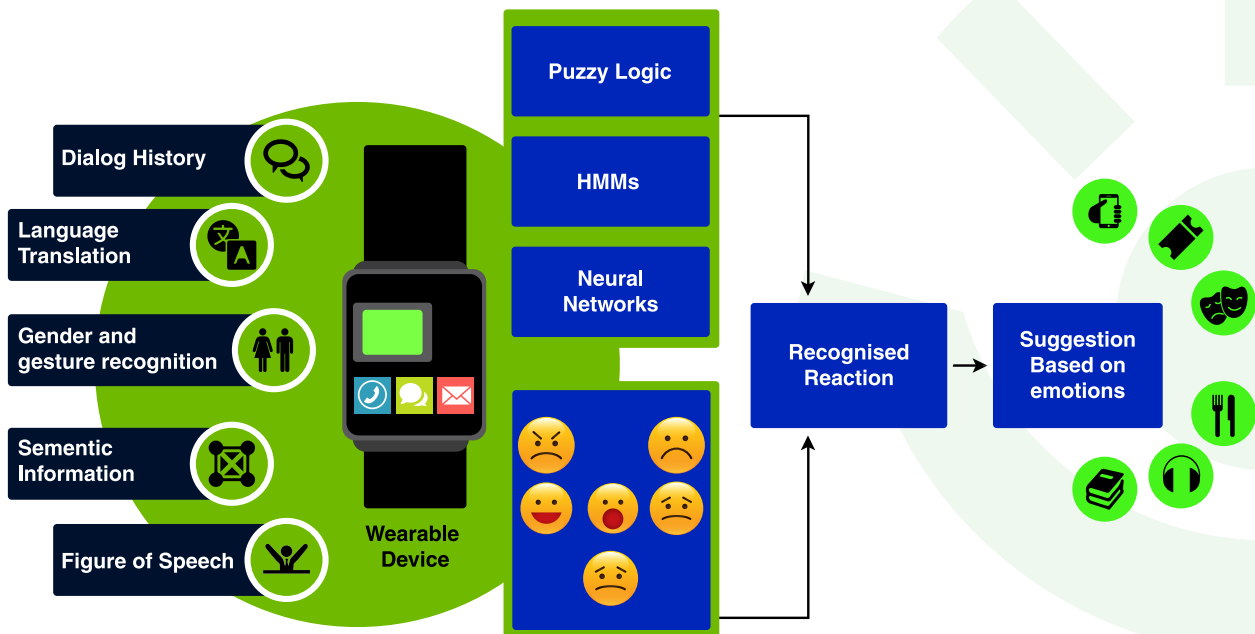 Dialog History
Language
Translation
Gender and
gesture recognition
Sementic
Information
Figure of Speech
文
A
Wearable
Device
Puzzy Logic
HMMs
Neural
Networks
Recognised
Reaction
Suggestion
Based on
emotions